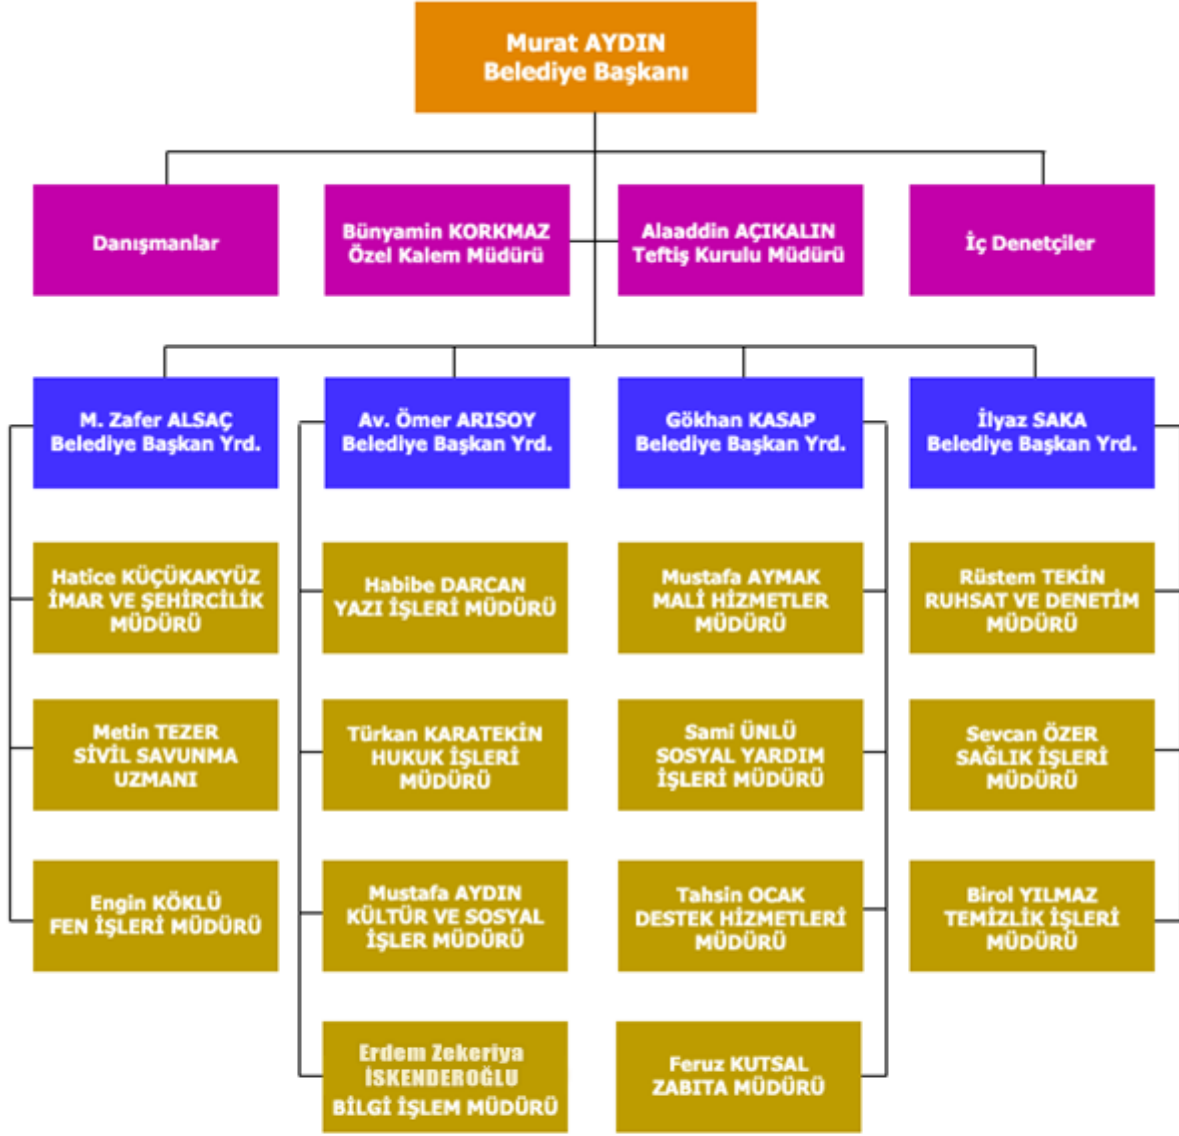 Murat AYDIN
Belediye Başkanı
Danışmanlar
Bünyamin KORKMAZ
Özel Kalem Müdürü
Alaaddin AÇIKALIN
Teftiş Kurulu Müdürü
İç Denetçiler
M. Zafer ALSAÇ
Belediye Başkan Yrd.
Av. Ömer ARISOY
Belediye Başkan Yrd.
Gökhan KASAP
Belediye Başkan Yrd.
İlyaz SAKA
Belediye Başkan Yrd.
Hatice KÜÇÜKAKYÜZ
İMAR VE ŞEHİRCİLİK
MÜDÜRÜ
Habibe DARCAN
YAZI İŞLERİ MÜDÜRÜ
Mustafa AYMAK
MALİ HİZMETLER
MÜDÜRÜ
Rüstem TEKİN
RUHSAT VE DENETİM
MÜDÜRÜ
Metin TEZER
SİVİL SAVUNMA
UZMANI
Türkan KARATEKİN
HUKUK İŞLERİ
MÜDÜRÜ
Sami ÜNLÜ
SOSYAL YARDIM
İŞLERİ MÜDÜRÜ
Sevcan ÖZER
SAĞLIK İŞLERİ
MÜDÜRÜ
Engin KÖKLÜ
FEN İŞLERİ MÜDÜRÜ
Mustafa AYDIN
KÜLTÜR VE SOSYAL
İŞLER MÜDÜRÜ
Tahsin OCAK
DESTEK HİZMETLERİ
MÜDÜRÜ
Birol YILMAZ
TEMİZLİK İŞLERİ
MÜDÜRÜ
Erdem Zekeriya
İSKENDEROĞLU
BİLGİ İŞLEM MÜDÜRÜ
Feruz KUTSAL
ZABITA MÜDÜRÜ